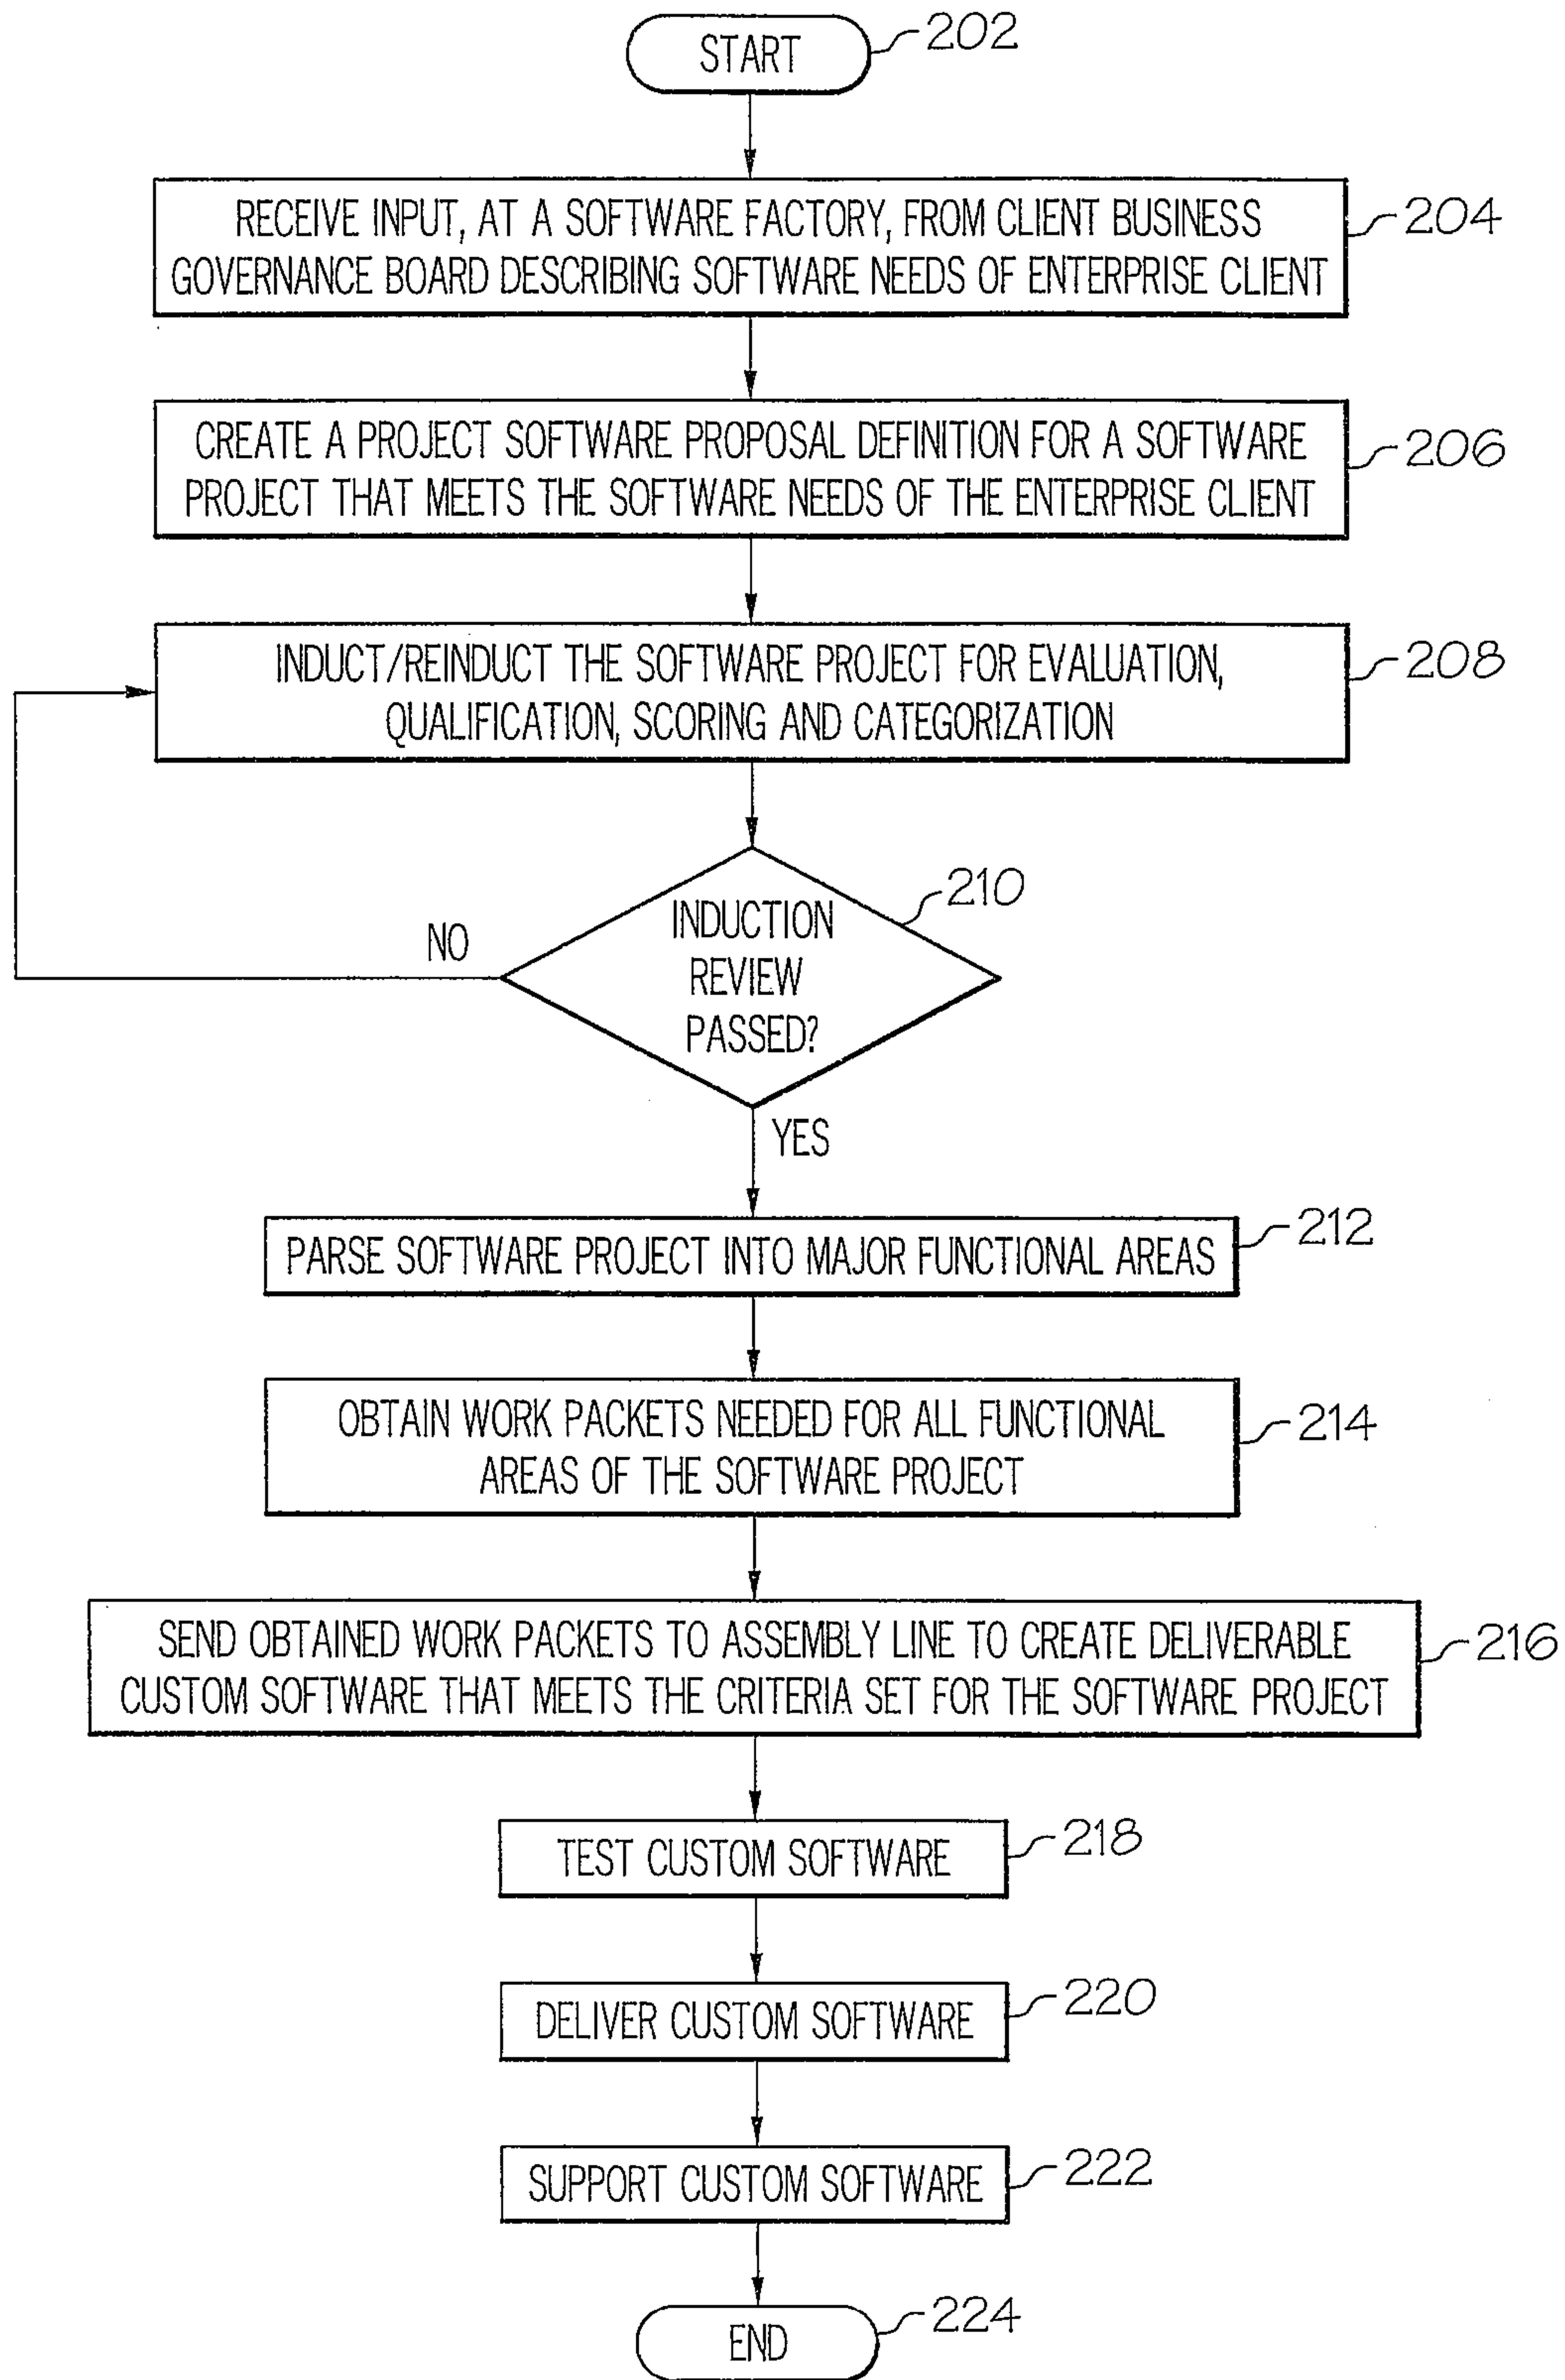 START
202
RECEIVE INPUT, AT A SOFTWARE FACTORY, FROM CLIENT BUSINESS
GOVERNANCE BOARD DESCRIBING SOFTWARE NEEDS OF ENTERPRISE CLIENT
204
CREATE A PROJECT SOFTWARE PROPOSAL DEFINITION FOR A SOFTWARE
PROJECT THAT MEETS THE SOFTWARE NEEDS OF THE ENTERPRISE CLIENT
206
INDUCT/REINDUCT THE SOFTWARE PROJECT FOR EVALUATION,
QUALIFICATION, SCORING AND CATEGORIZATION
208
INDUCTION
REVIEW
PASSED?
210
NO
YES
PARSE SOFTWARE PROJECT INTO MAJOR FUNCTIONAL AREAS
212
OBTAIN WORK PACKETS NEEDED FOR ALL FUNCTIONAL
AREAS OF THE SOFTWARE PROJECT
214
SEND OBTAINED WORK PACKETS TO ASSEMBLY LINE TO CREATE DELIVERABLE
CUSTOM SOFTWARE THAT MEETS THE CRITERIA SET FOR THE SOFTWARE PROJECT
216
TEST CUSTOM SOFTWARE
218
DELIVER CUSTOM SOFTWARE
220
SUPPORT CUSTOM SOFTWARE
222
END
224